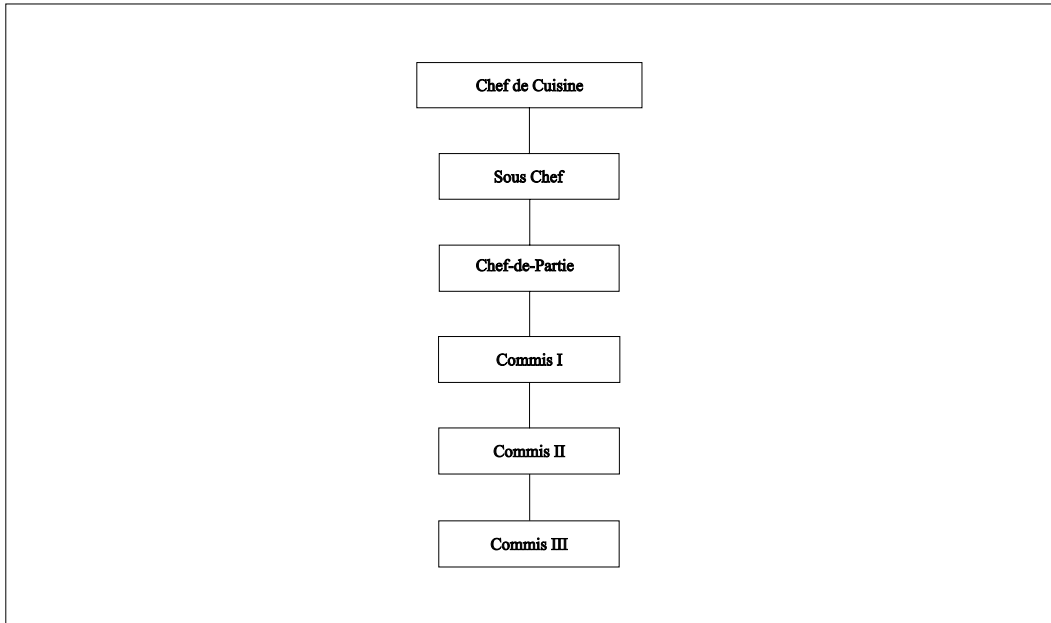 Chef de Cuisine
Sous Chef
Chef-de-Partie
Commis I
Commis II
Commis III